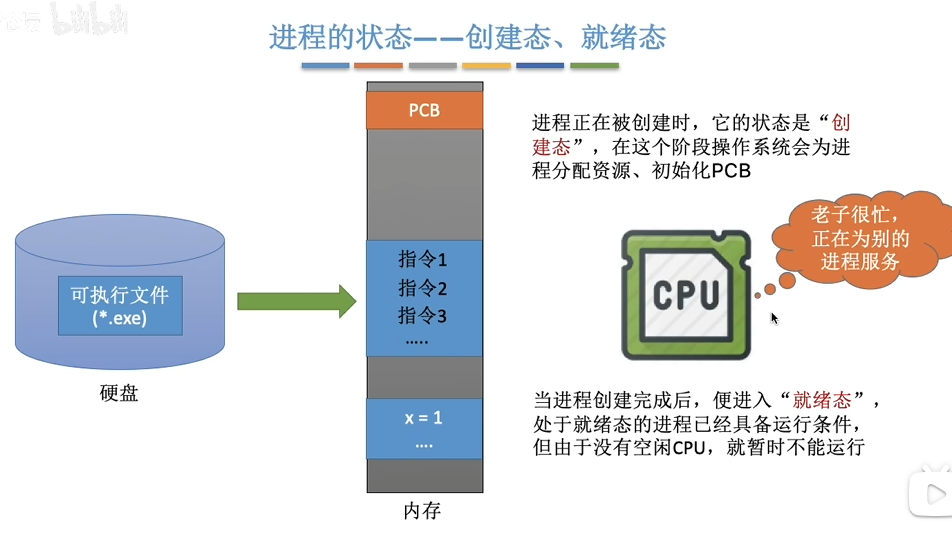 进程的状态——创建态、就绪态
PCB
进程正在被创建时，它的状态是“创
建态”，在这个阶段操作系统会为进
程分配资源、初始化PCB
老子很忙，
正在为别的
进程服务
指令1
指令2
指令3
.....
CPU
可执行文件
(*.exe)
硬盘
x = 1
....
当进程创建完成后，便进入“就绪态”，
处于就绪态的进程已经具备运行条件，
但由于没有空闲CPU，就暂时不能运行
内存